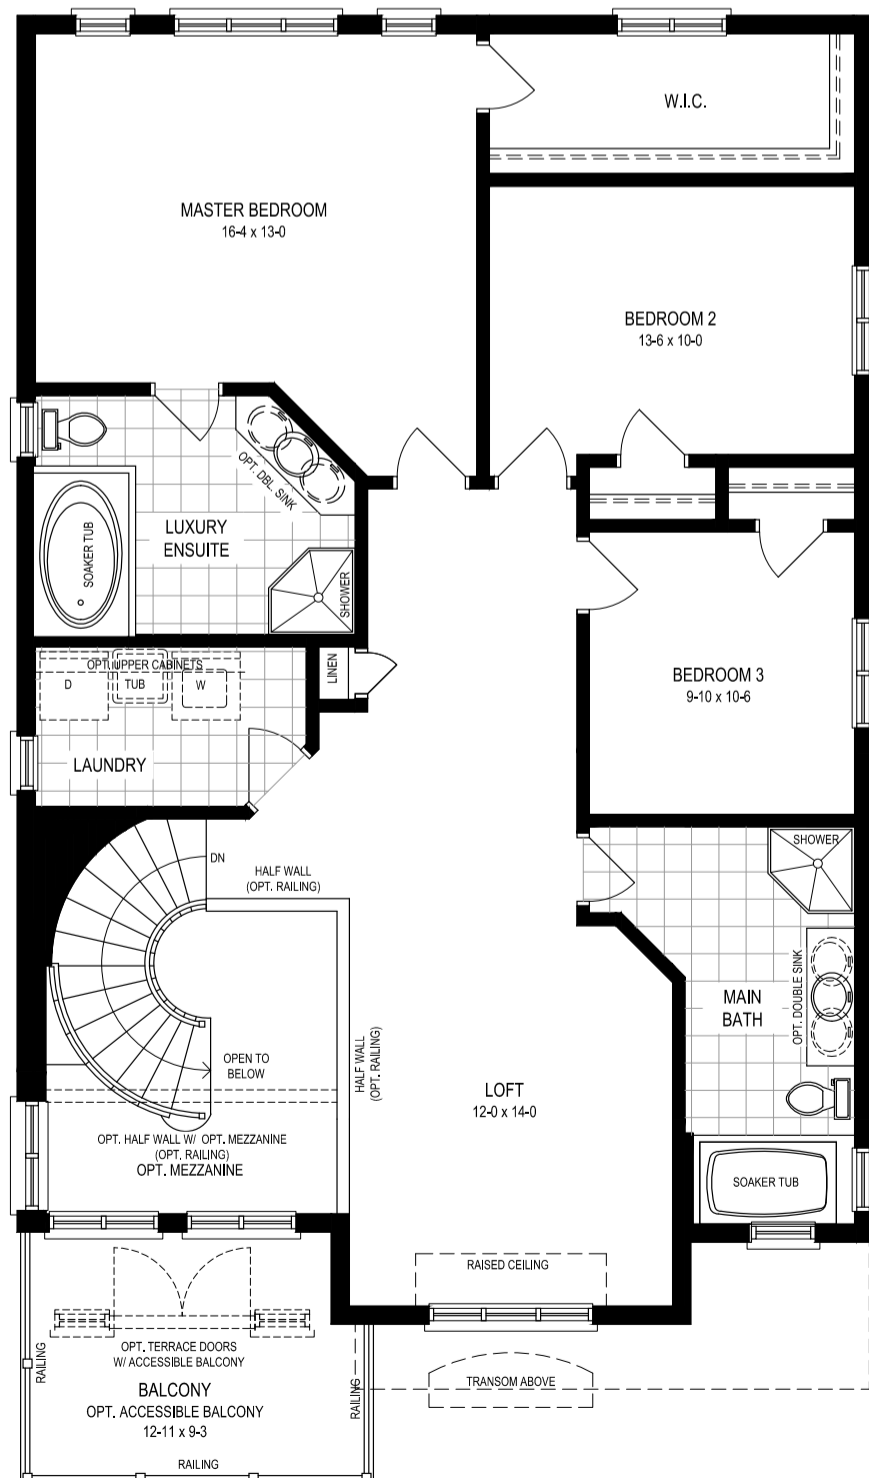 W.I.C.
MASTER BEDROOM
16-4 x 13-0
BEDROOM 2
13-6 x 10-0
OPT. DBL. SINK
LUXURY
ENSUITE
SOAKER TUB
SHOWER
OPT. UPPER CABINETS
D
TUB
W
LINEN
BEDROOM 3
9-10 x 10-6
LAUNDRY
SHOWER
DN
HALF WALL
(OPT. RAILING)
OPT. DOUBLE SINK
MAIN
BATH
OPEN TO
BELOW
HALF WALL
(OPT. RAILING)
LOFT
12-0 x 14-0
OPT. HALF WALL W/ OPT. MEZZANINE
(OPT. RAILING)
OPT. MEZZANINE
SOAKER TUB
RAISED CEILING
RAILING
OPT. TERRACE DOORS
W/ ACCESSIBLE BALCONY
BALCONY
OPT. ACCESSIBLE BALCONY
12-11 x 9-3
RAILING
TRANSOM ABOVE
RAILING